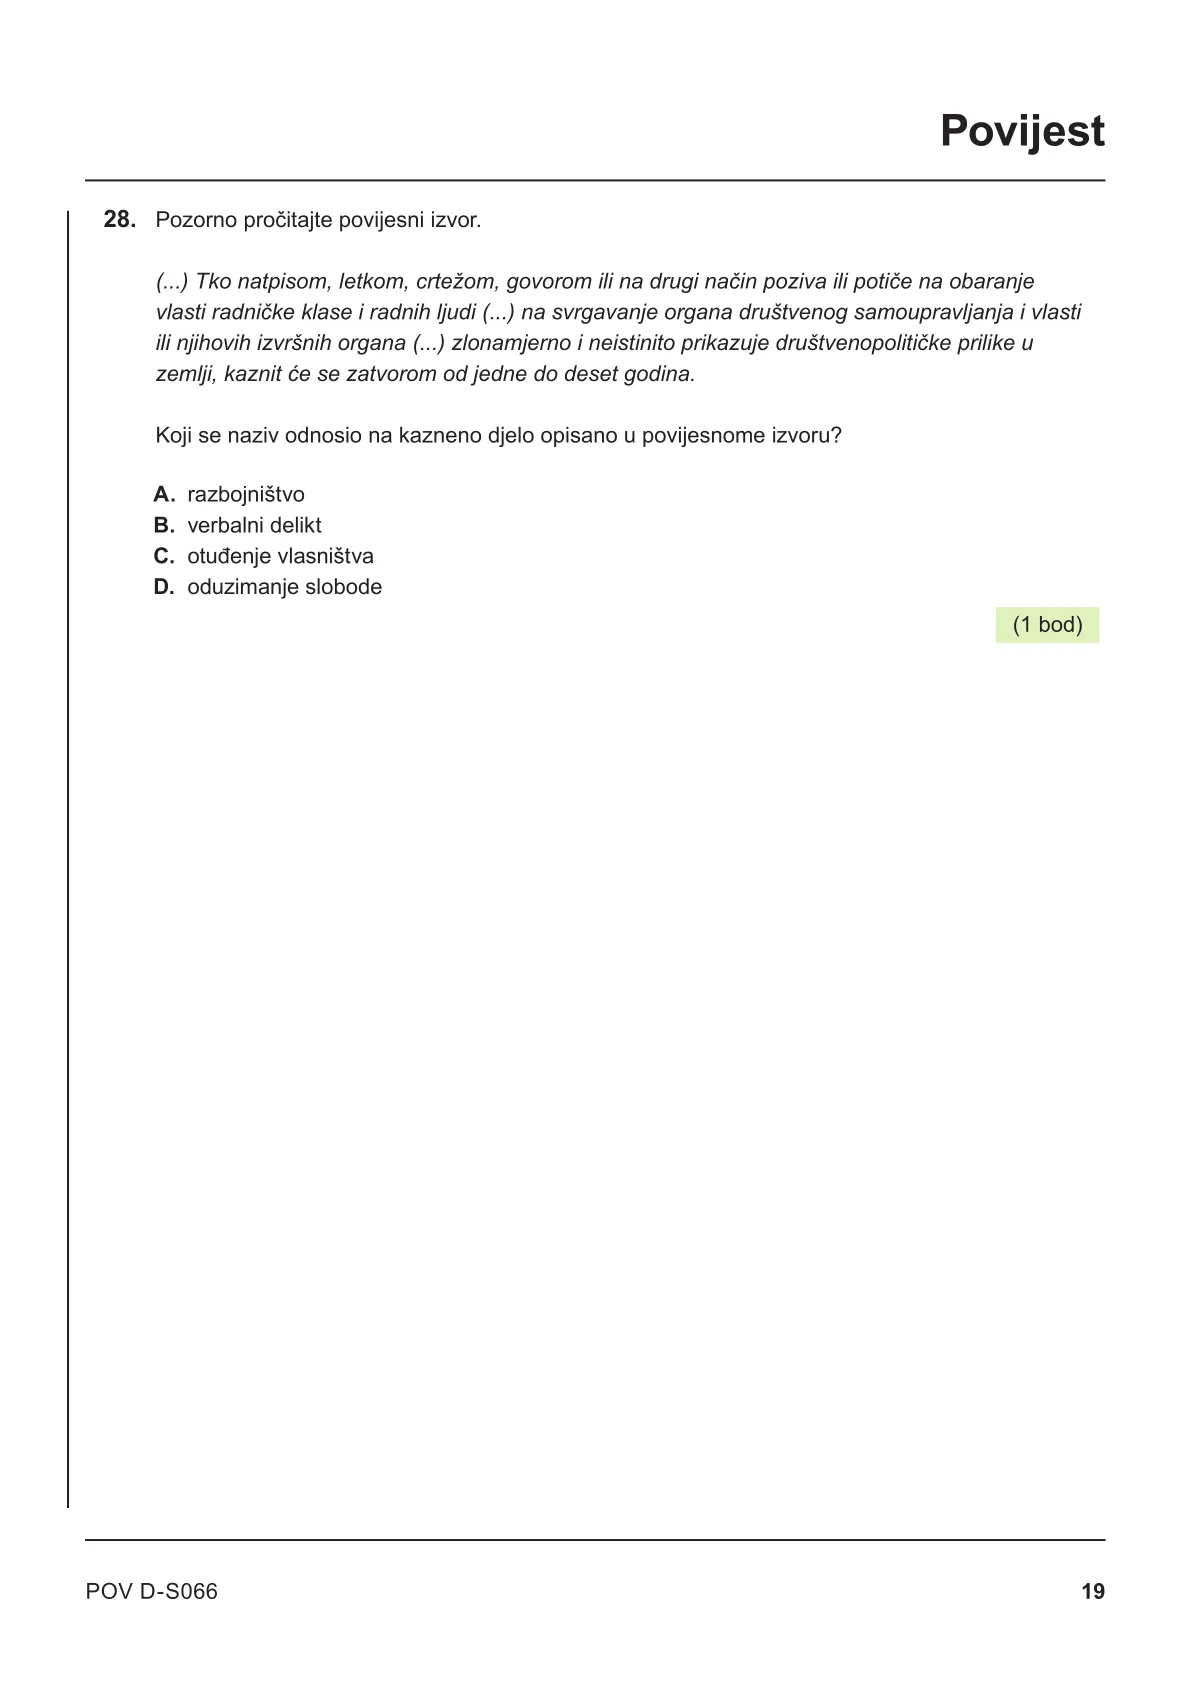 Povijest
28. Pozorno pročitajte povijesni izvor.
(...) Tko natpisom, letkom, crtežom, govorom ili na drugi način poziva ili potiče na obaranje
vlasti radničke klase i radnih ljudi (...) na svrgavanje organa društvenog samoupravljanja i vlasti
ili njihovih izvršnih organa (...) zlonamjerno i neistinito prikazuje društvenopolitičke prilike u
zemlji, kaznit će se zatvorom od jedne do deset godina.
Koji se naziv odnosio na kazneno djelo opisano u povijesnome izvoru?
A. razbojništvo
B. verbalni delikt
C. otuđenje vlasništva
D. oduzimanje slobode
(1 bod)
POV D-S066
19